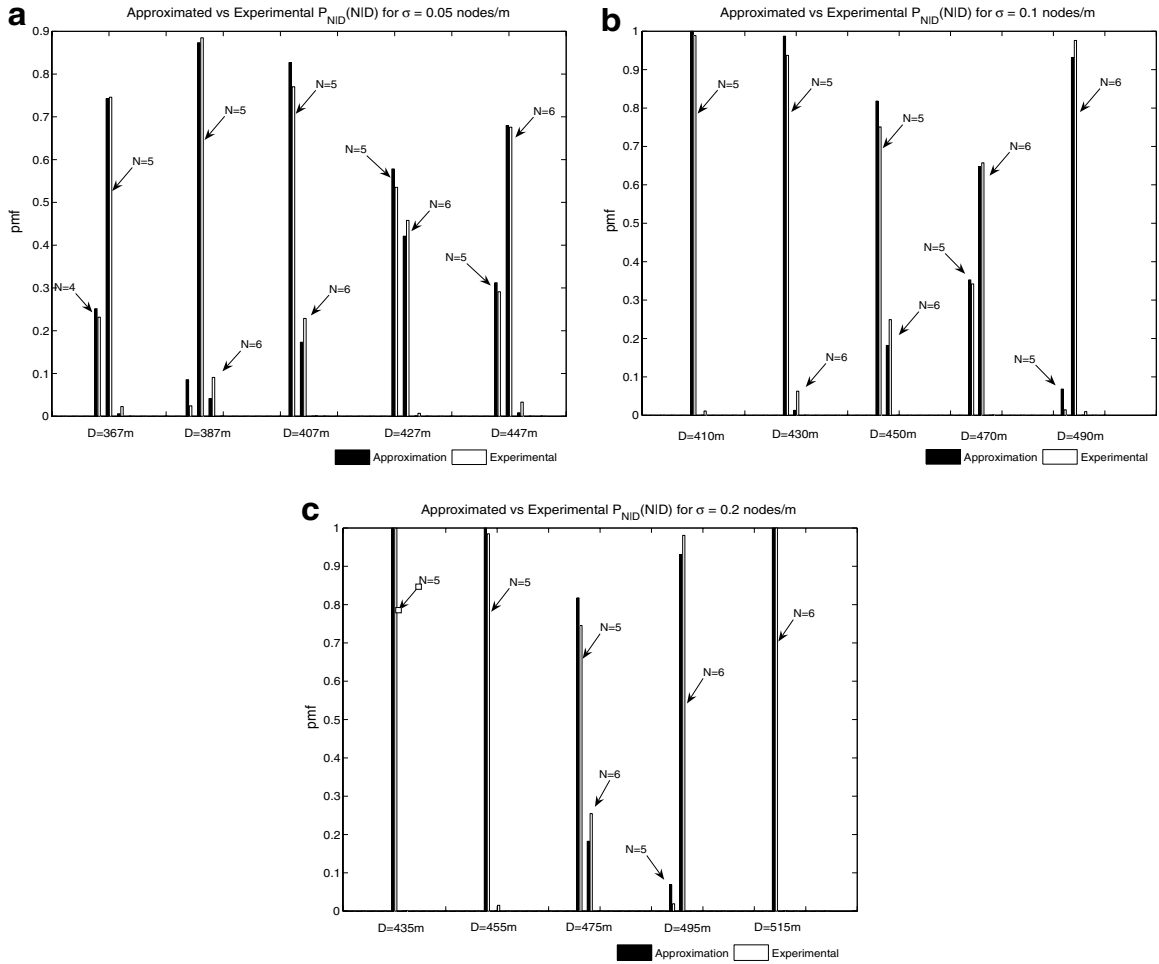 a
Approximated vs Experimental P_NID(NID) for σ = 0.05 nodes/m
0.9
0.8
0.7
0.6
0.5
0.4
0.3
0.2
0.1
0
pmf
N=4
N=5
N=5
N=6
N=5
N=6
N=5
N=6
N=5
N=6
D=367m
D=387m
D=407m
D=427m
D=447m
Approximation
Experimental
b
Approximated vs Experimental P_NID(NID) for σ = 0.1 nodes/m
1
0.9
0.8
0.7
0.6
0.5
0.4
0.3
0.2
0.1
0
pmf
N=5
N=5
N=6
N=5
N=6
N=5
N=6
N=5
N=6
D=410m
D=430m
D=450m
D=470m
D=490m
Approximation
Experimental
c
Approximated vs Experimental P_NID(NID) for σ = 0.2 nodes/m
1
0.9
0.8
0.7
0.6
0.5
0.4
0.3
0.2
0.1
0
pmf
N=5
N=5
N=5
N=6
N=5
N=6
N=6
D=435m
D=455m
D=475m
D=495m
D=515m
Approximation
Experimental